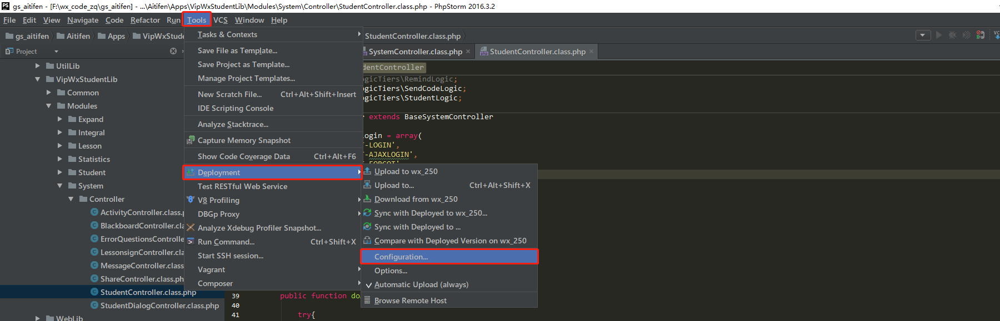 gs_aitifen - [F:\wx_code_zq\gs_aitifen] - ...\Aitifen\Apps\VipWxStudentLib\Modules\System\Controller\StudentController.class.php - PhpStorm 2016.3.2
File Edit View Navigate Code Refactor Run Tools VCS Window Help
gs_aitifen Aitifen Apps VipWxStude StudentController.class.php
Project
SystemController.class.php StudentController.class.php
UtilLib
VipWxStudentLib
Common
Modules
Expand
Integral
Lesson
Statistics
Student
System
Controller
ActivityController.class.p
BlackboardController.cla
ErrorQuestionsControlle
LessonsignController.cla
MessageController.class
ShareController.class.ph
StudentController.class.php
StudentDialogController.class.php
WebLib
Tasks & Contexts
Save File as Template...
Save Project as Template...
Manage Project Templates...
New Scratch File... Ctrl+Alt+Shift+Insert
IDE Scripting Console
Analyze Stacktrace...
Capture Memory Snapshot
Show Code Coverage Data Ctrl+Alt+F6
Deployment
Test RESTful Web Service
V8 Profiling
DBGp Proxy
Analyze Xdebug Profiler Snapshot...
Run Command... Ctrl+Shift+X
Start SSH session...
Vagrant
Composer
Upload to wx_250
Upload to... Ctrl+Alt+Shift+X
Download from wx_250
Sync with Deployed to wx_250...
Sync with Deployed to ...
Compare with Deployed Version on wx_250
Configuration...
Options...
Automatic Upload (always)
Browse Remote Host
dentController
ogicTiers\RemindLogic;
ogicTiers\SendCodeLogic;
ogicTiers\StudentLogic;
r extends BaseSystemController
ogin = array(
T-LOGIN',
T-AJAXLOGIN',
39 public function do
40
41 try{